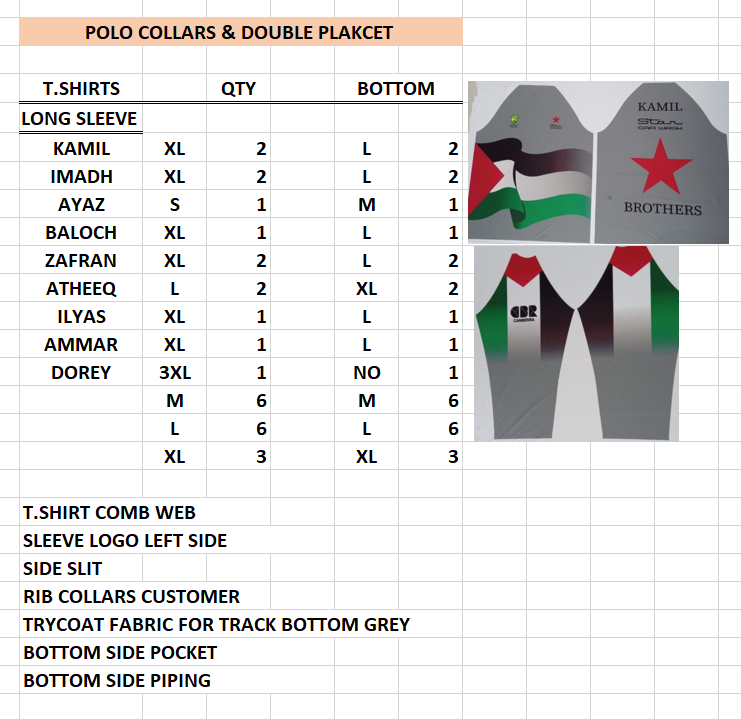 POLO COLLARS & DOUBLE PLAKCET
T.SHIRTS QTY BOTTOM
LONG SLEEVE
KAMIL XL 2 L 2
IMADH XL 2 L 2
AYAZ S 1 M 1
BALOCH XL 1 L 1
ZAFRAN XL 2 L 2
ATHEEQ L 2 XL 2
ILYAS XL 1 L 1
AMMAR XL 1 L 1
DOREY 3XL 1 NO 1
M 6 M 6
L 6 L 6
XL 3 XL 3
T.SHIRT COMB WEB
SLEEVE LOGO LEFT SIDE
SIDE SLIT
RIB COLLARS CUSTOMER
TRYCOAT FABRIC FOR TRACK BOTTOM GREY
BOTTOM SIDE POCKET
BOTTOM SIDE PIPING
KAMIL
Star
CAR WASH
BROTHERS
CBR
CANBERRA